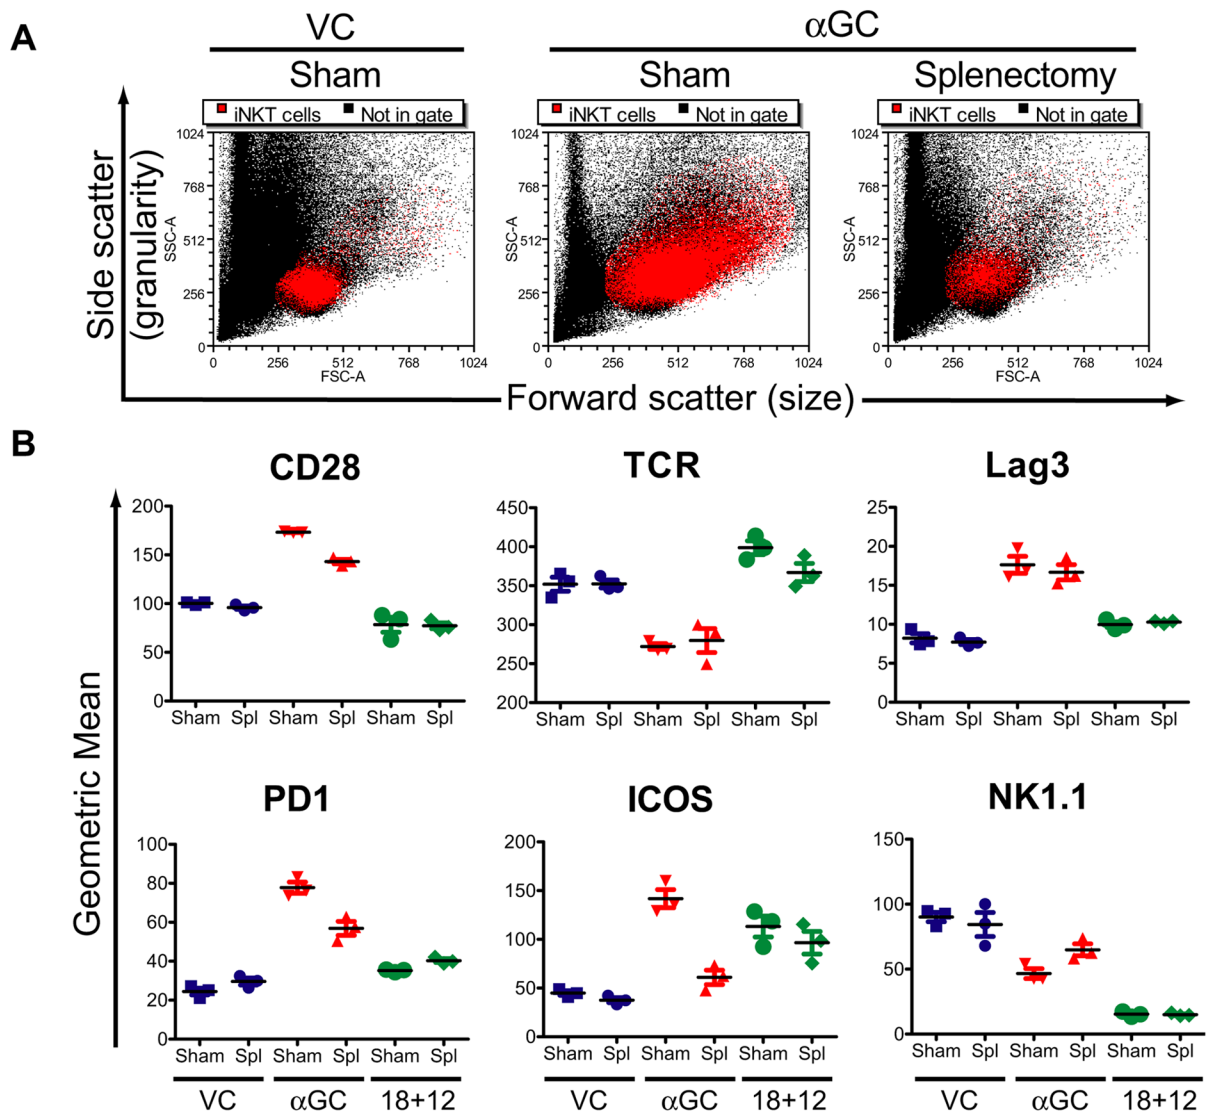 A
VC
αGC
Sham
Sham
Splenectomy
iNKT cells Not in gate
iNKT cells Not in gate
iNKT cells Not in gate
Side scatter
(granularity)
1024
768
512
256
0
SSC-A
256 512 768 1024
FSC-A
1024
768
512
256
0
SSC-A
0 256 512 768 1024
FSC-A
1024
768
512
256
0
SSC-A
0 256 512 768 1024
FSC-A
Forward scatter (size)
B
Geometric Mean
CD28
200
150
100
50
0
Sham Spl Sham Spl Sham Spl
TCR
450
400
350
300
250
200
Sham Spl Sham Spl Sham Spl
Lag3
25
20
15
10
5
0
Sham Spl Sham Spl Sham Spl
PD1
100
80
60
40
20
0
Sham Spl Sham Spl Sham Spl
VC αGC 18+12
ICOS
200
150
100
50
0
Sham Spl Sham Spl Sham Spl
VC αGC 18+12
NK1.1
150
100
50
0
Sham Spl Sham Spl Sham Spl
VC αGC 18+12